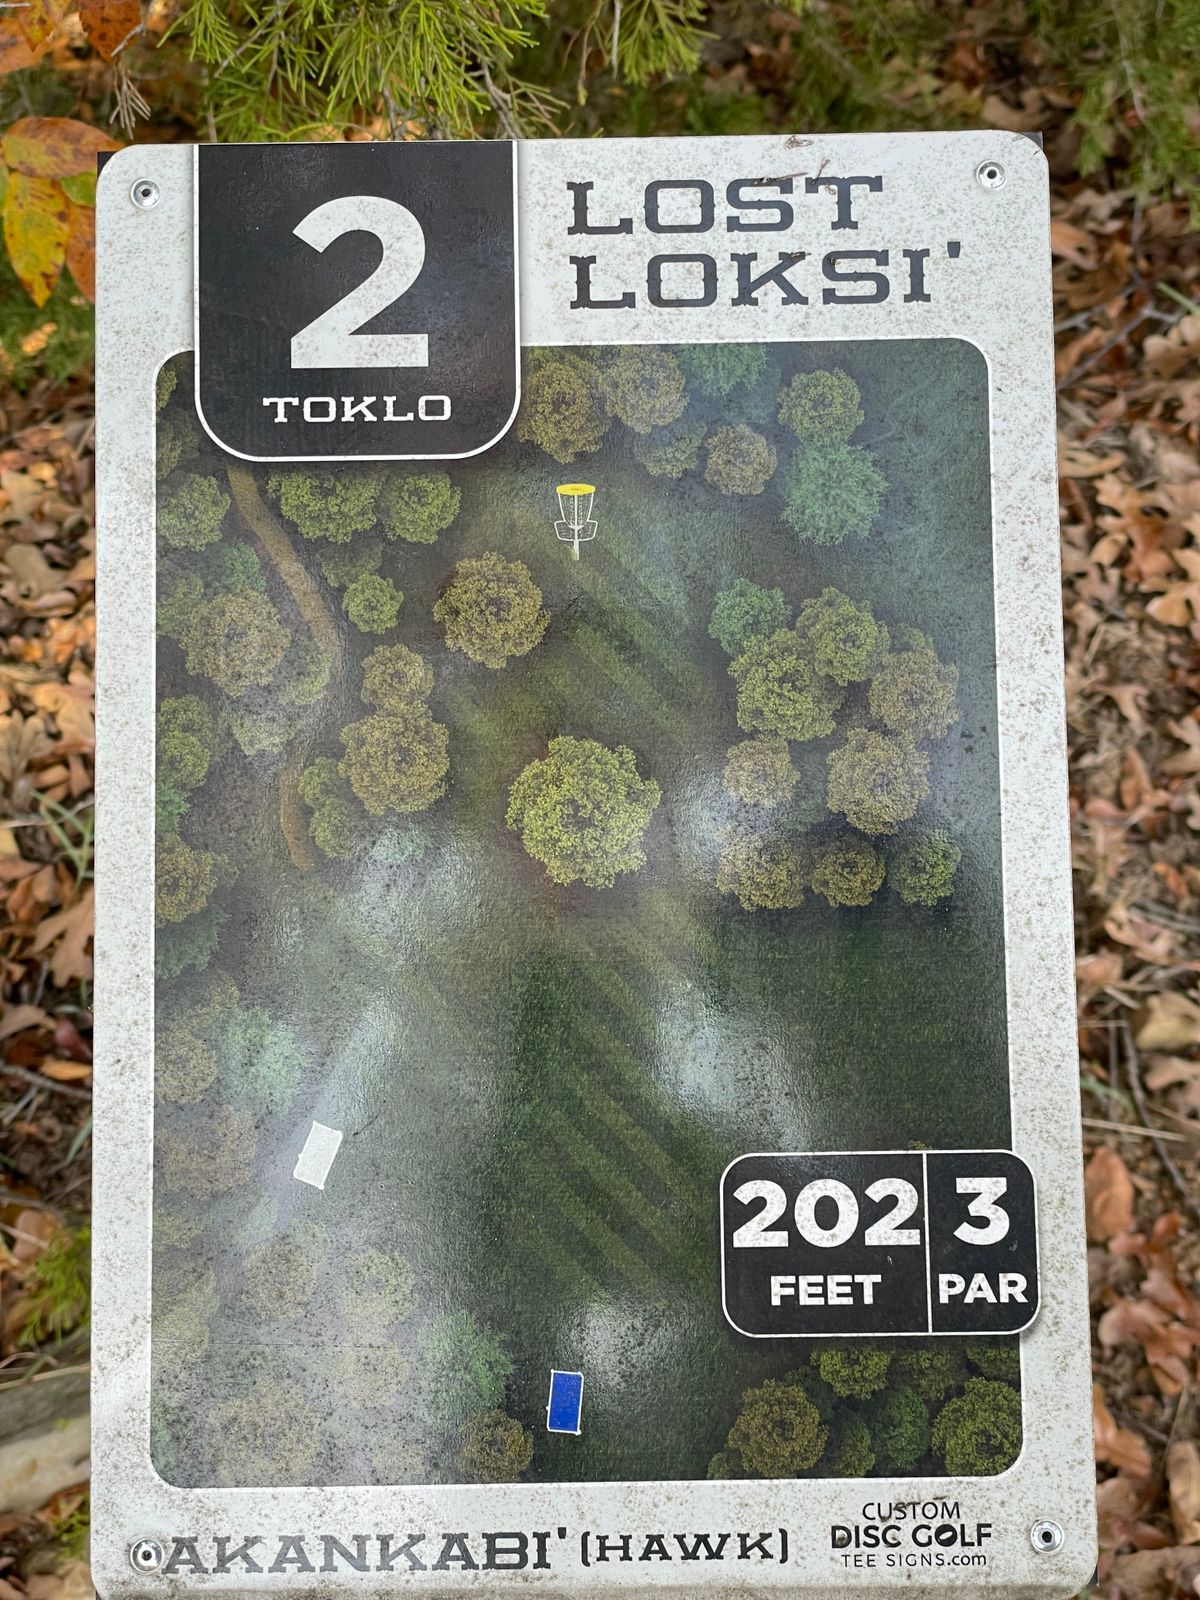 2
TOKLO
LOST
LOKSI'
202
FEET
3
PAR
AKANKABI' (HAWK)
CUSTOM
DISC GOLF
TEE SIGNS.com